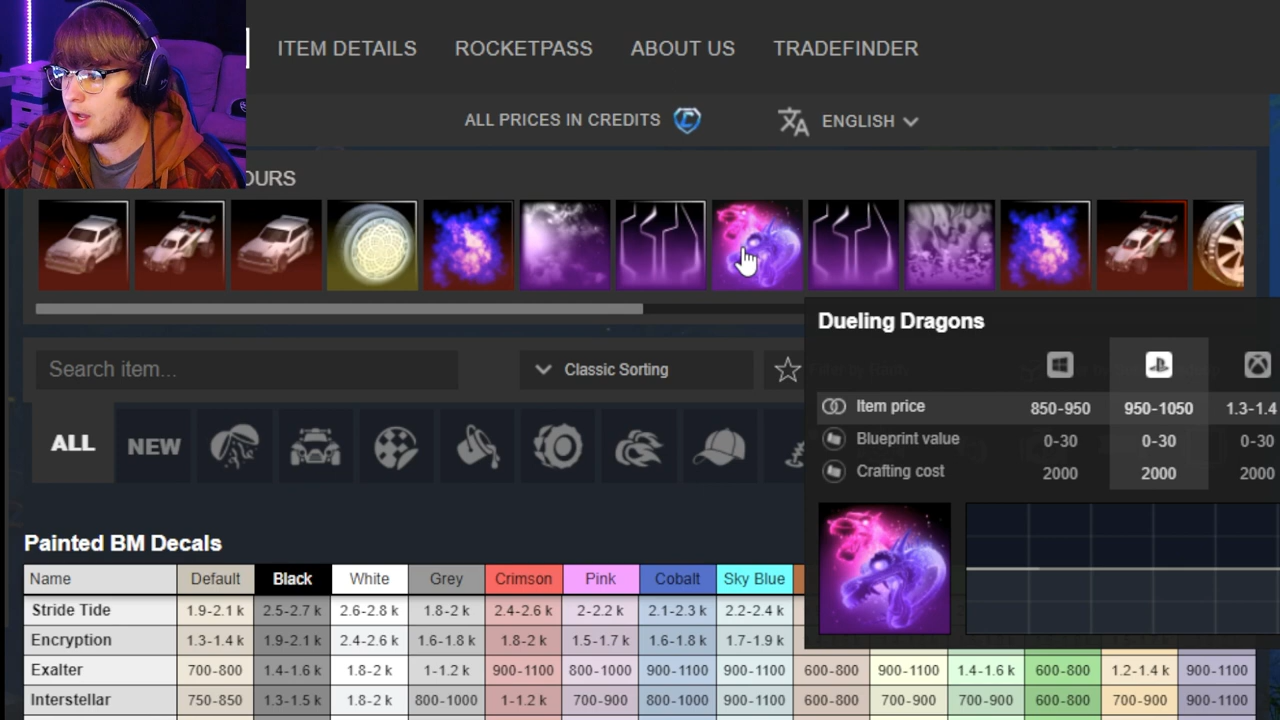 ITEM DETAILS ROCKETPASS ABOUT US TRADEFINDER
ALL PRICES IN CREDITS ENGLISH
OURS
Dueling Dragons
Search item...
Classic Sorting
Item price 850-950 950-1050 1.3-1.4
Blueprint value 0-30 0-30 0-30
Crafting cost 2000 2000 2000
ALL NEW
Painted BM Decals
Name Default Black White Grey Crimson Pink Cobalt Sky Blue
Stride Tide 1.9-2.1 k 2.5-2.7 k 2.6-2.8 k 1.8-2 k 2.4-2.6 k 2-2.2 k 2.1-2.3 k 2.2-2.4 k
Encryption 1.3-1.4 k 1.9-2.1 k 2.4-2.6 k 1.6-1.8 k 1.8-2 k 1.5-1.7 k 1.6-1.8 k 1.7-1.9 k
Exalter 700-800 1.4-1.6 k 1.8-2 k 1-1.2 k 900-1100 800-1000 900-1100 900-1100 600-800 900-1100 1.4-1.6 k 600-800 1.2-1.4 k 900-1100
Interstellar 750-850 1.3-1.5 k 1.8-2 k 800-1000 1-1.2 k 700-900 800-1000 900-1100 600-800 700-900 700-900 600-800 700-900 900-1100